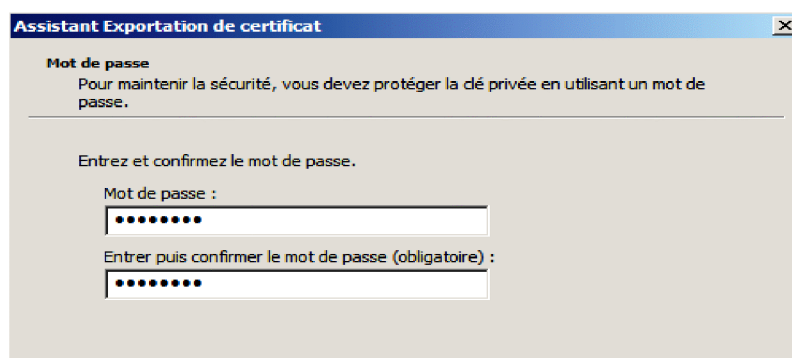 Assistant Exportation de certificat
Mot de passe
Pour maintenir la sécurité, vous devez protéger la clé privée en utilisant un mot de
passe.
Entrez et confirmez le mot de passe.
Mot de passe :
••••••••
Entrer puis confirmer le mot de passe (obligatoire) :
••••••••